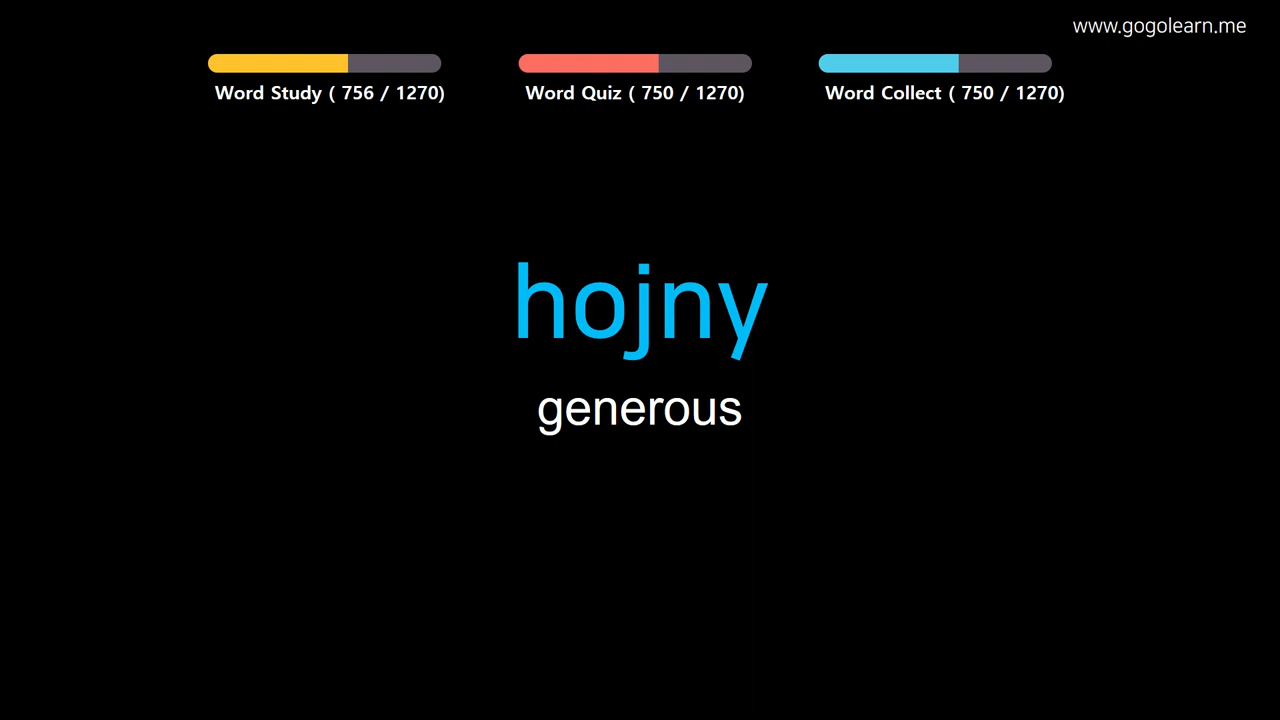 www.gogolearn.me
Word Study ( 756 / 1270)
Word Quiz ( 750 / 1270)
Word Collect ( 750 / 1270)
hojny
generous